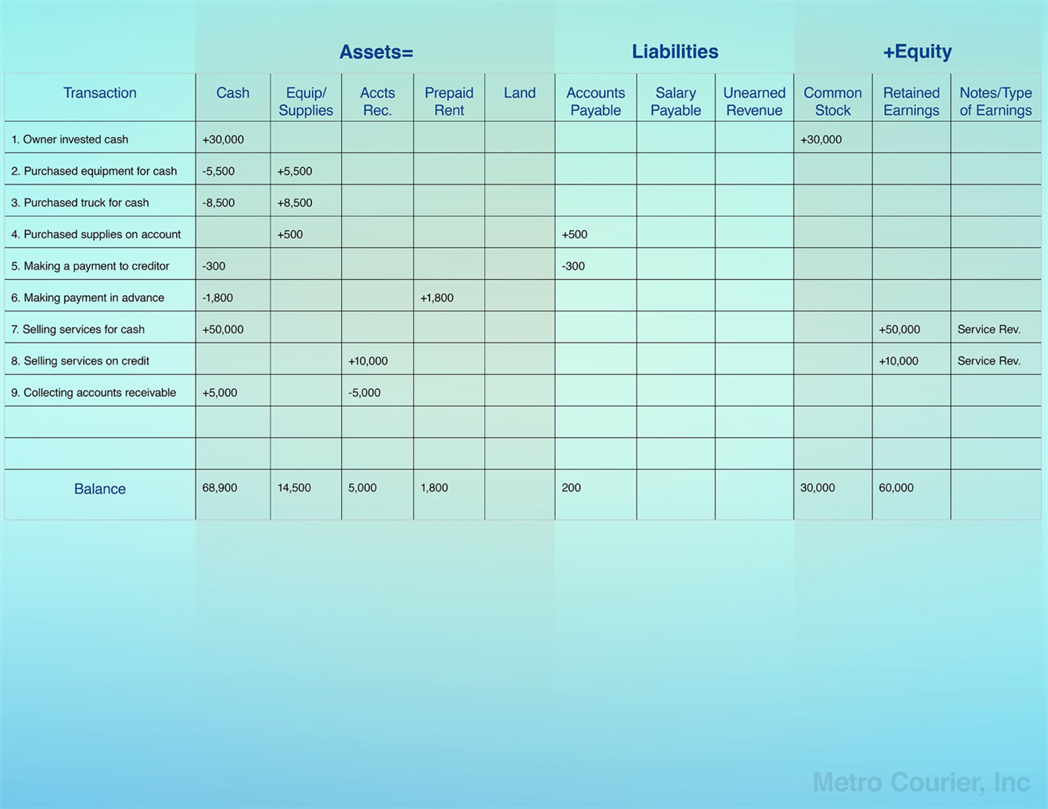 Assets= Liabilities +Equity
Transaction Cash Equip/ Supplies Accts Rec. Prepaid Rent Land Accounts Payable Salary Payable Unearned Revenue Common Stock Retained Earnings Notes/Type of Earnings
1. Owner invested cash +30,000 +30,000
2. Purchased equipment for cash -5,500 +5,500
3. Purchased truck for cash -8,500 +8,500
4. Purchased supplies on account +500 +500
5. Making a payment to creditor -300 -300
6. Making payment in advance -1,800 +1,800
7. Selling services for cash +50,000 +50,000 Service Rev.
8. Selling services on credit +10,000 +10,000 Service Rev.
9. Collecting accounts receivable +5,000 -5,000
Balance 68,900 14,500 5,000 1,800 200 30,000 60,000
Metro Courier, Inc